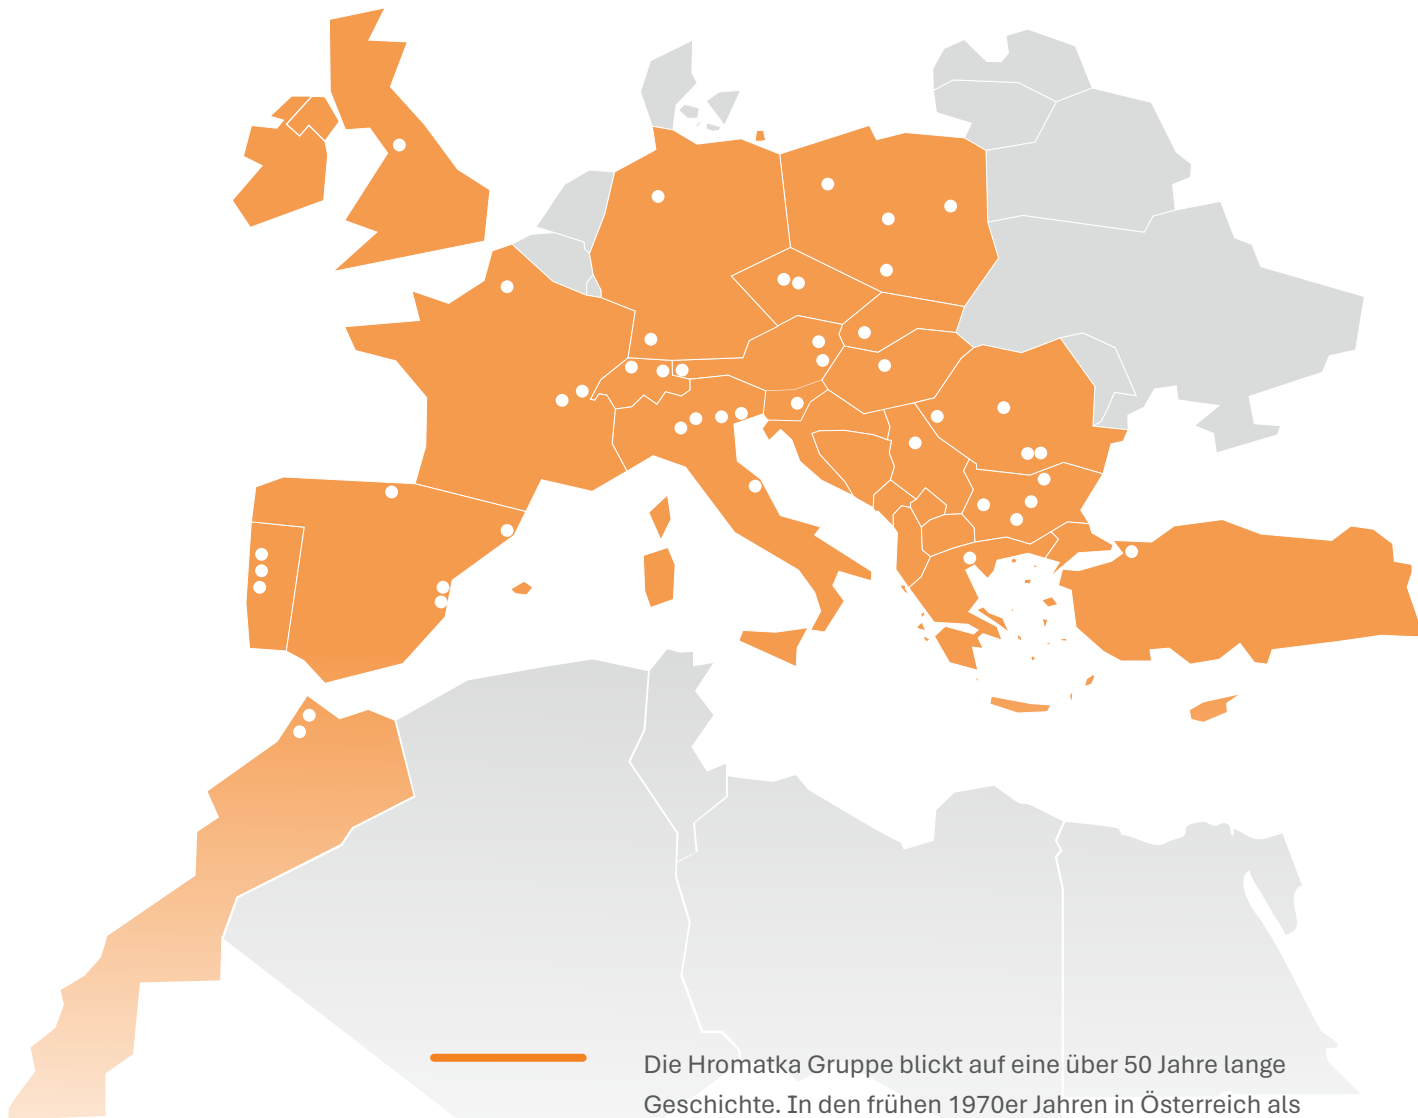 Die Hromatka Gruppe blickt auf eine über 50 Jahre lange
Geschichte. In den frühen 1970er Jahren in Österreich als